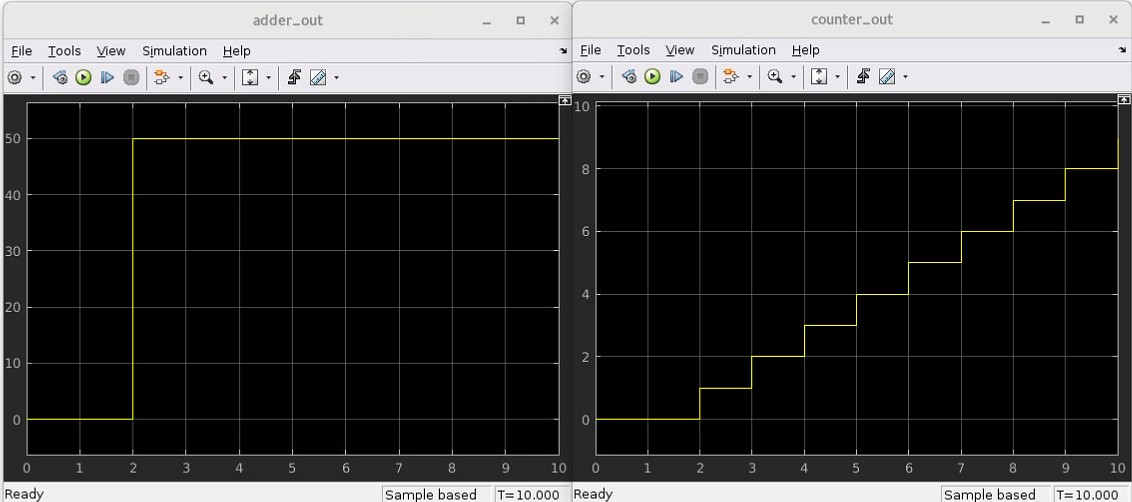 adder_out
File Tools View Simulation Help
50
40
30
20
10
0
0 1 2 3 4 5 6 7 8 9 10
Ready Sample based T=10.000
counter_out
File Tools View Simulation Help
10
8
6
4
2
0
0 1 2 3 4 5 6 7 8 9 10
Ready Sample based T=10.000